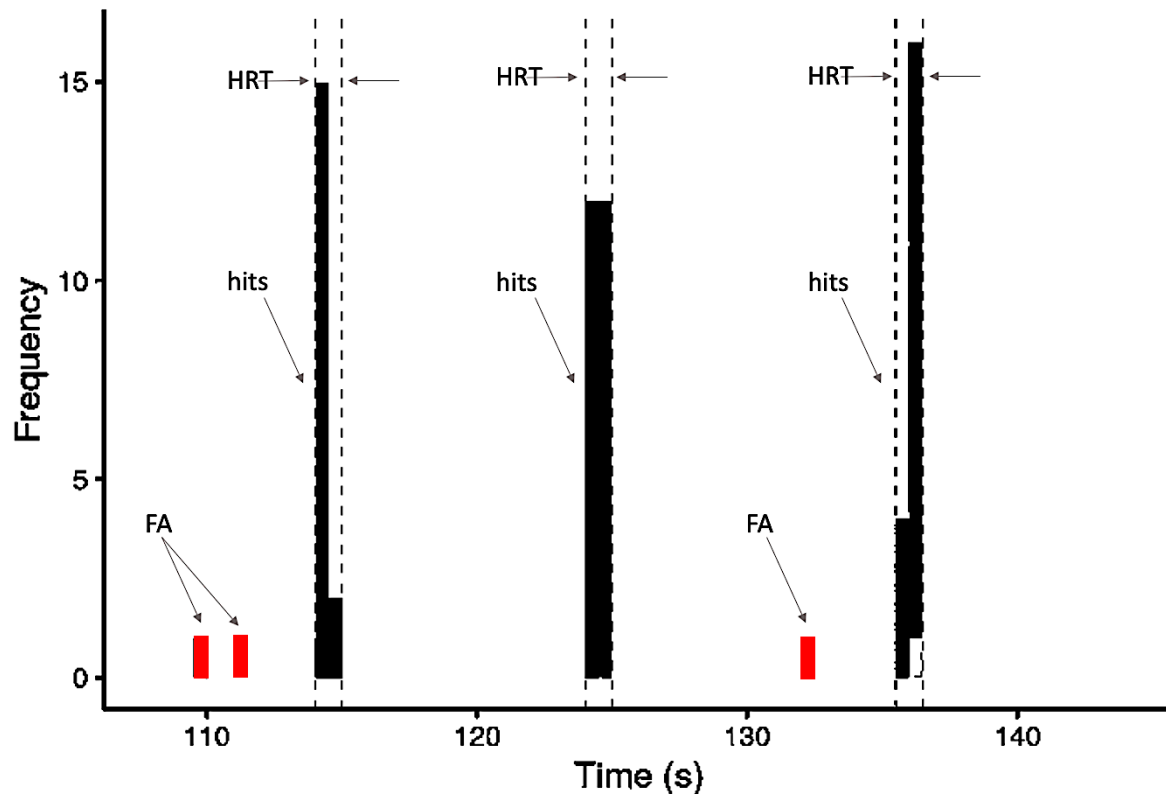 HRT
HRT
HRT
15
10
5
0
hits
hits
hits
FA
FA
Frequency
110
120
130
140
Time (s)